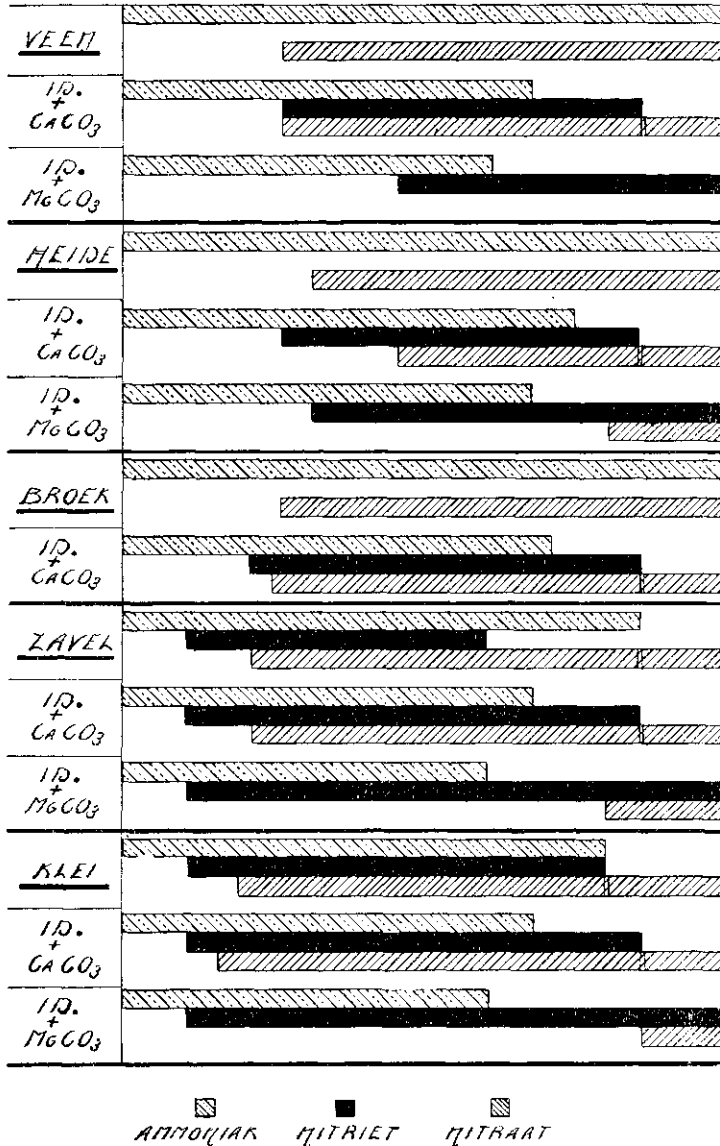 VEEN
ID.
+
CaCO3
ID.
+
MgCO3
HEIDE
ID.
+
CaCO3
ID.
+
MgCO3
BROEK
ID.
+
CaCO3
ZAVEL
ID.
+
CaCO3
ID.
+
MgCO3
KLEI
ID.
+
CaCO3
ID.
+
MgCO3
AMMONIAK NITRIET NITRAAT